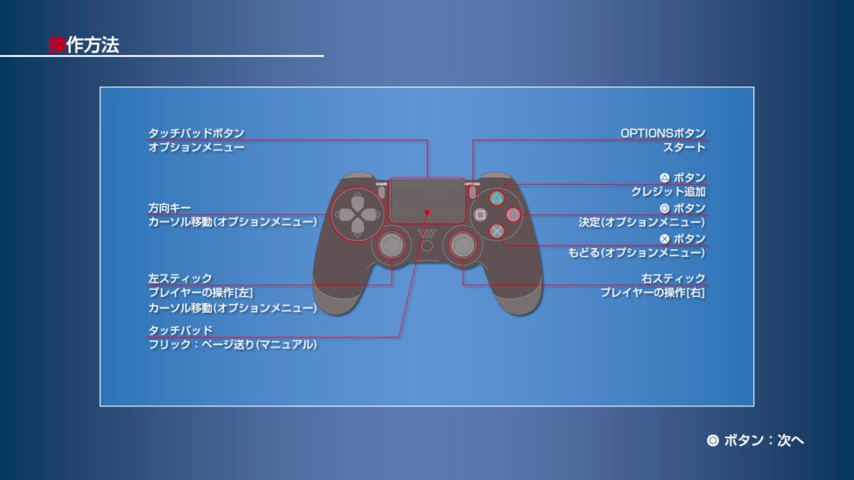 操作方法
タッチパッドボタン
オプションメニュー
OPTIONSボタン
スタート
SHARE
OPTIONS
△ ボタン
クレジット追加
方向キー
カーソル移動(オプションメニュー)
○ ボタン
決定(オプションメニュー)
× ボタン
もどる(オプションメニュー)
左スティック
プレイヤーの操作[左]
カーソル移動(オプションメニュー)
右スティック
プレイヤーの操作[右]
タッチパッド
フリック：ページ送り(マニュアル)
○ ボタン：次へ